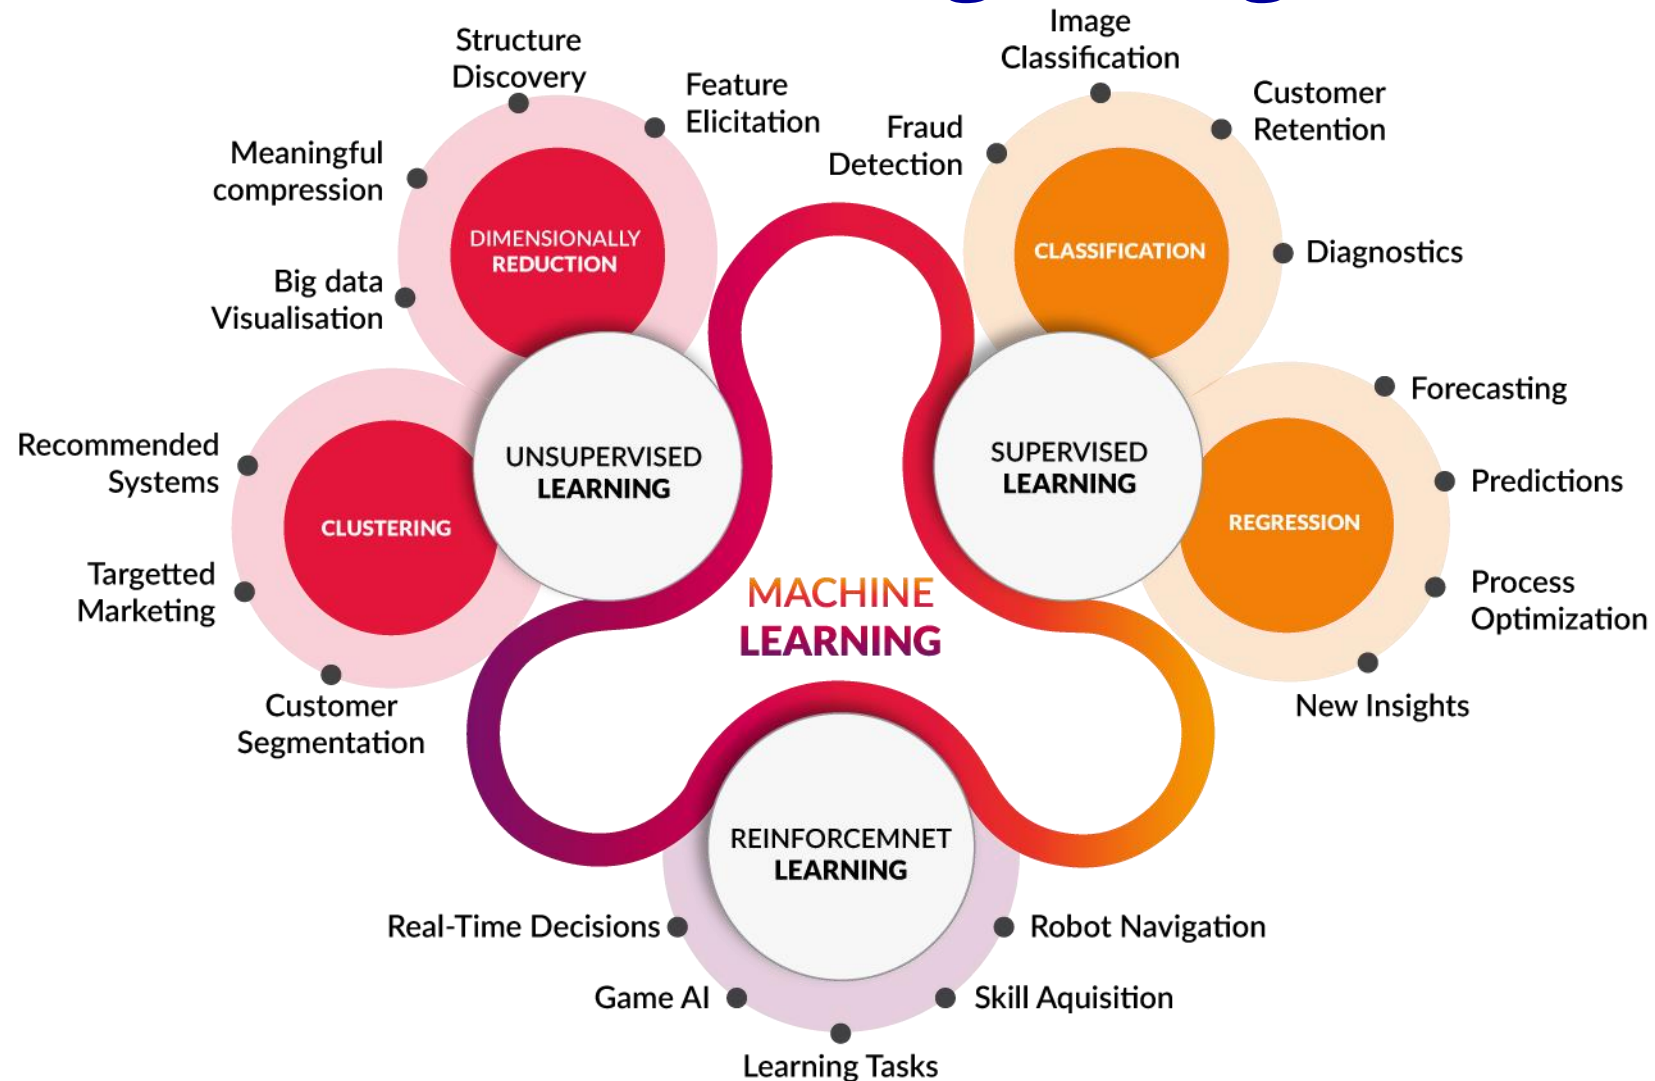 Structure
Discovery
Feature
Elicitation
Meaningful
compression
Big data
Visualisation
DIMENSIONALLY
REDUCTION
Recommended
Systems
Targetted
Marketing
Customer
Segmentation
CLUSTERING
UNSUPERVISED
LEARNING
Image
Classification
Customer
Retention
Fraud
Detection
Diagnostics
CLASSIFICATION
Forecasting
Predictions
Process
Optimization
New Insights
REGRESSION
SUPERVISED
LEARNING
MACHINE
LEARNING
REINFORCEMNET
LEARNING
Real-Time Decisions
Robot Navigation
Game AI
Skill Aquisition
Learning Tasks